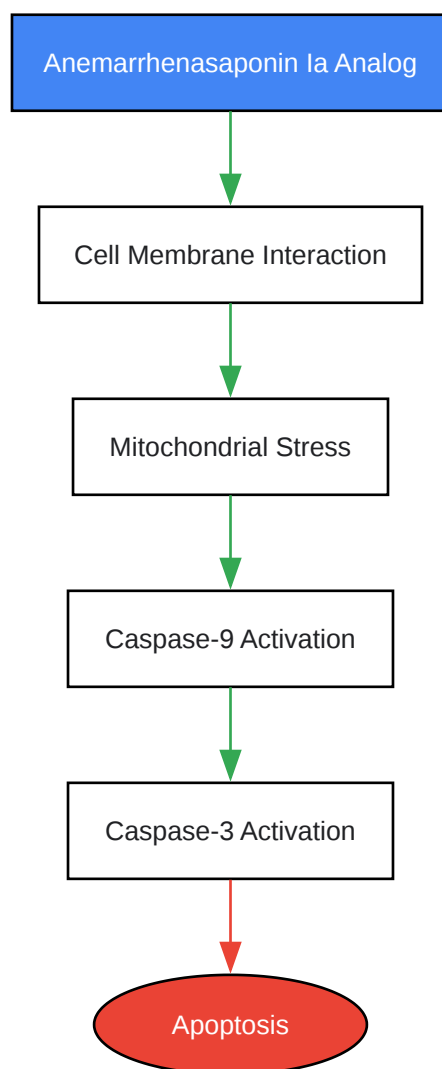 Anemarrhenasaponin Ia Analog
Cell Membrane Interaction
Mitochondrial Stress
Caspase-9 Activation
Caspase-3 Activation
Apoptosis